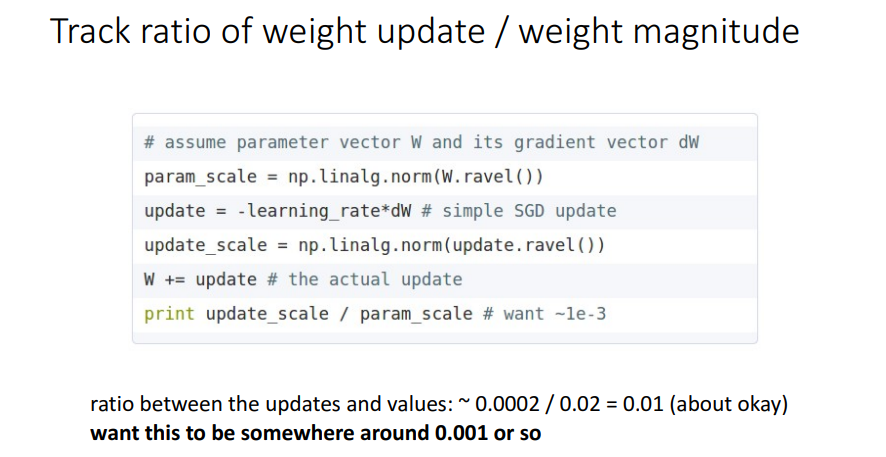 Track ratio of weight update / weight magnitude
# assume parameter vector W and its gradient vector dW
param_scale = np.linalg.norm(W.ravel())
update = -learning_rate*dW # simple SGD update
update_scale = np.linalg.norm(update.ravel())
W += update # the actual update
print update_scale / param_scale # want ~1e-3
ratio between the updates and values: ~ 0.0002 / 0.02 = 0.01 (about okay)
want this to be somewhere around 0.001 or so